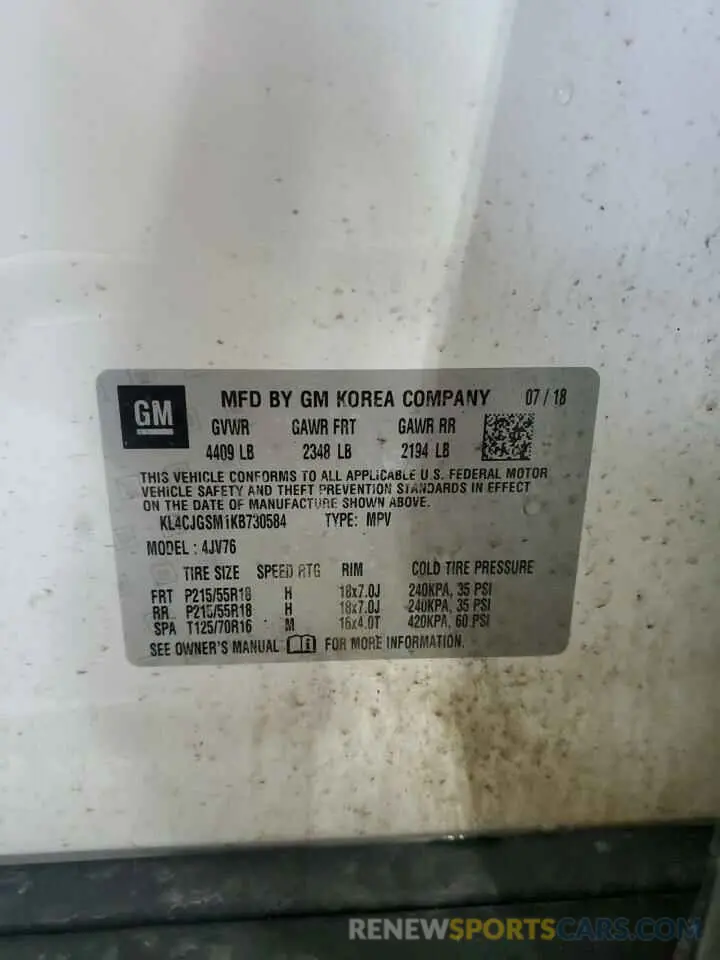 GM
MFD BY GM KOREA COMPANY 07 / 18
GVWR GAWR FRT GAWR RR
4409 LB 2348 LB 2194 LB
THIS VEHICLE CONFORMS TO ALL APPLICABLE U.S. FEDERAL MOTOR
VEHICLE SAFETY AND THEFT PREVENTION STANDARDS IN EFFECT
ON THE DATE OF MANUFACTURE SHOWN ABOVE.
KL4CJGSM1KB730584 TYPE: MPV
MODEL : 4JV76
TIRE SIZE SPEED RTG RIM COLD TIRE PRESSURE
FRT P215/55R18 H 18x7.0J 240KPA, 35 PSI
RR P215/55R18 H 18x7.0J 240KPA, 35 PSI
SPA T125/70R16 M 16x4.0T 420KPA, 60 PSI
SEE OWNER'S MANUAL FOR MORE INFORMATION.
RENEWSPORTSCARS.COM